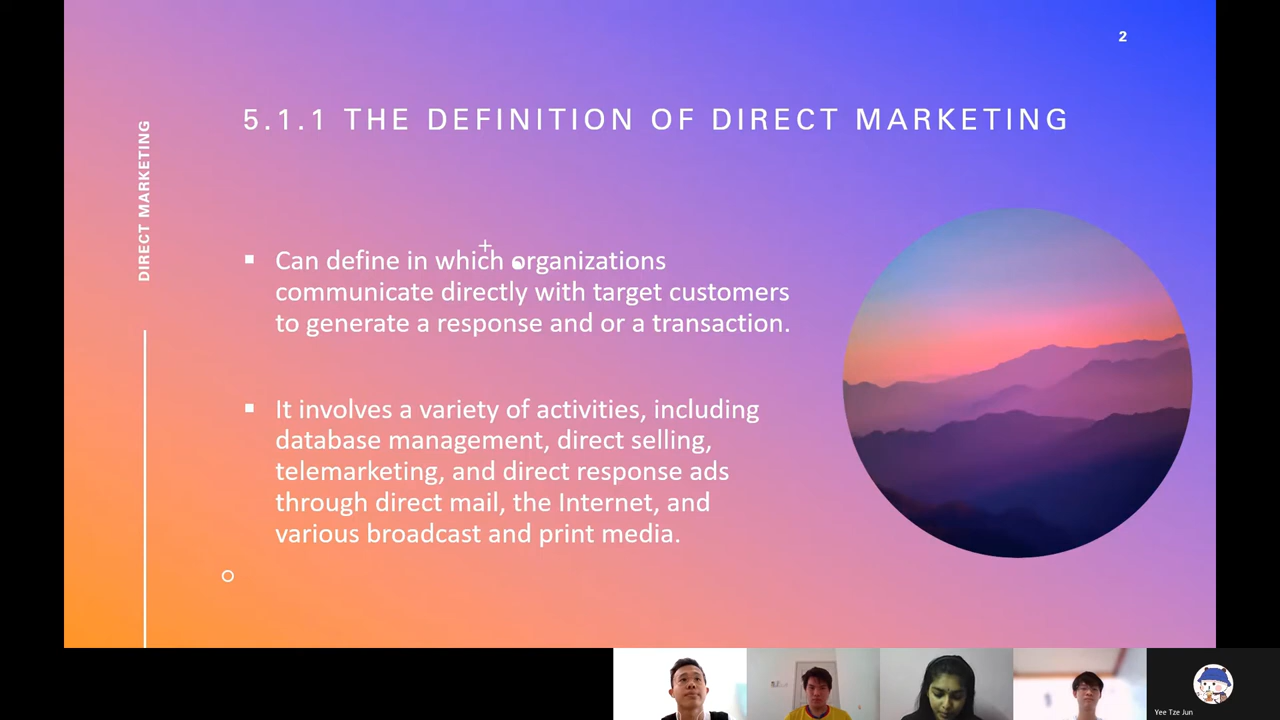 2
5.1.1 THE DEFINITION OF DIRECT MARKETING
DIRECT MARKETING
Can define in which organizations
communicate directly with target customers
to generate a response and or a transaction.
It involves a variety of activities, including
database management, direct selling,
telemarketing, and direct response ads
through direct mail, the Internet, and
various broadcast and print media.
Yee Tze Jun